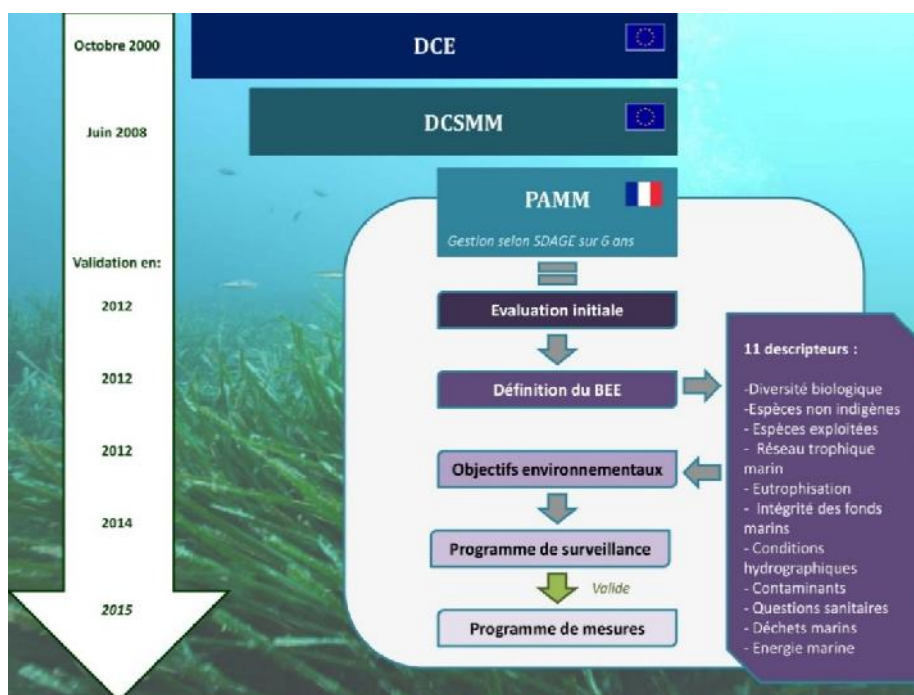 Octobre 2000
DCE
Juin 2008
DCSMM
PAMM
Gestion selon SDAGE sur 6 ans
Validation en:
2012
Evaluation initiale
2012
Définition du BEE
2012
Objectifs environnementaux
2014
Programme de surveillance
Valide
2015
Programme de mesures
11 descripteurs :
-Diversité biologique
-Espèces non indigènes
- Espèces exploitées
- Réseau trophique
marin
- Eutrophisation
- Intégrité des fonds
marins
- Conditions
hydrographiques
- Contaminants
- Questions sanitaires
- Déchets marins
- Energie marine